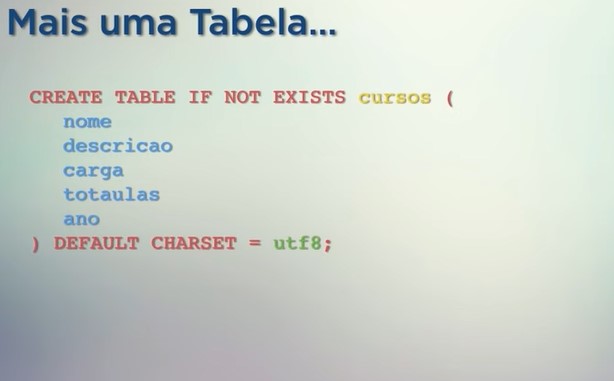 Mais uma Tabela...
CREATE TABLE IF NOT EXISTS cursos (
nome
descricao
carga
totaulas
ano
) DEFAULT CHARSET = utf8;